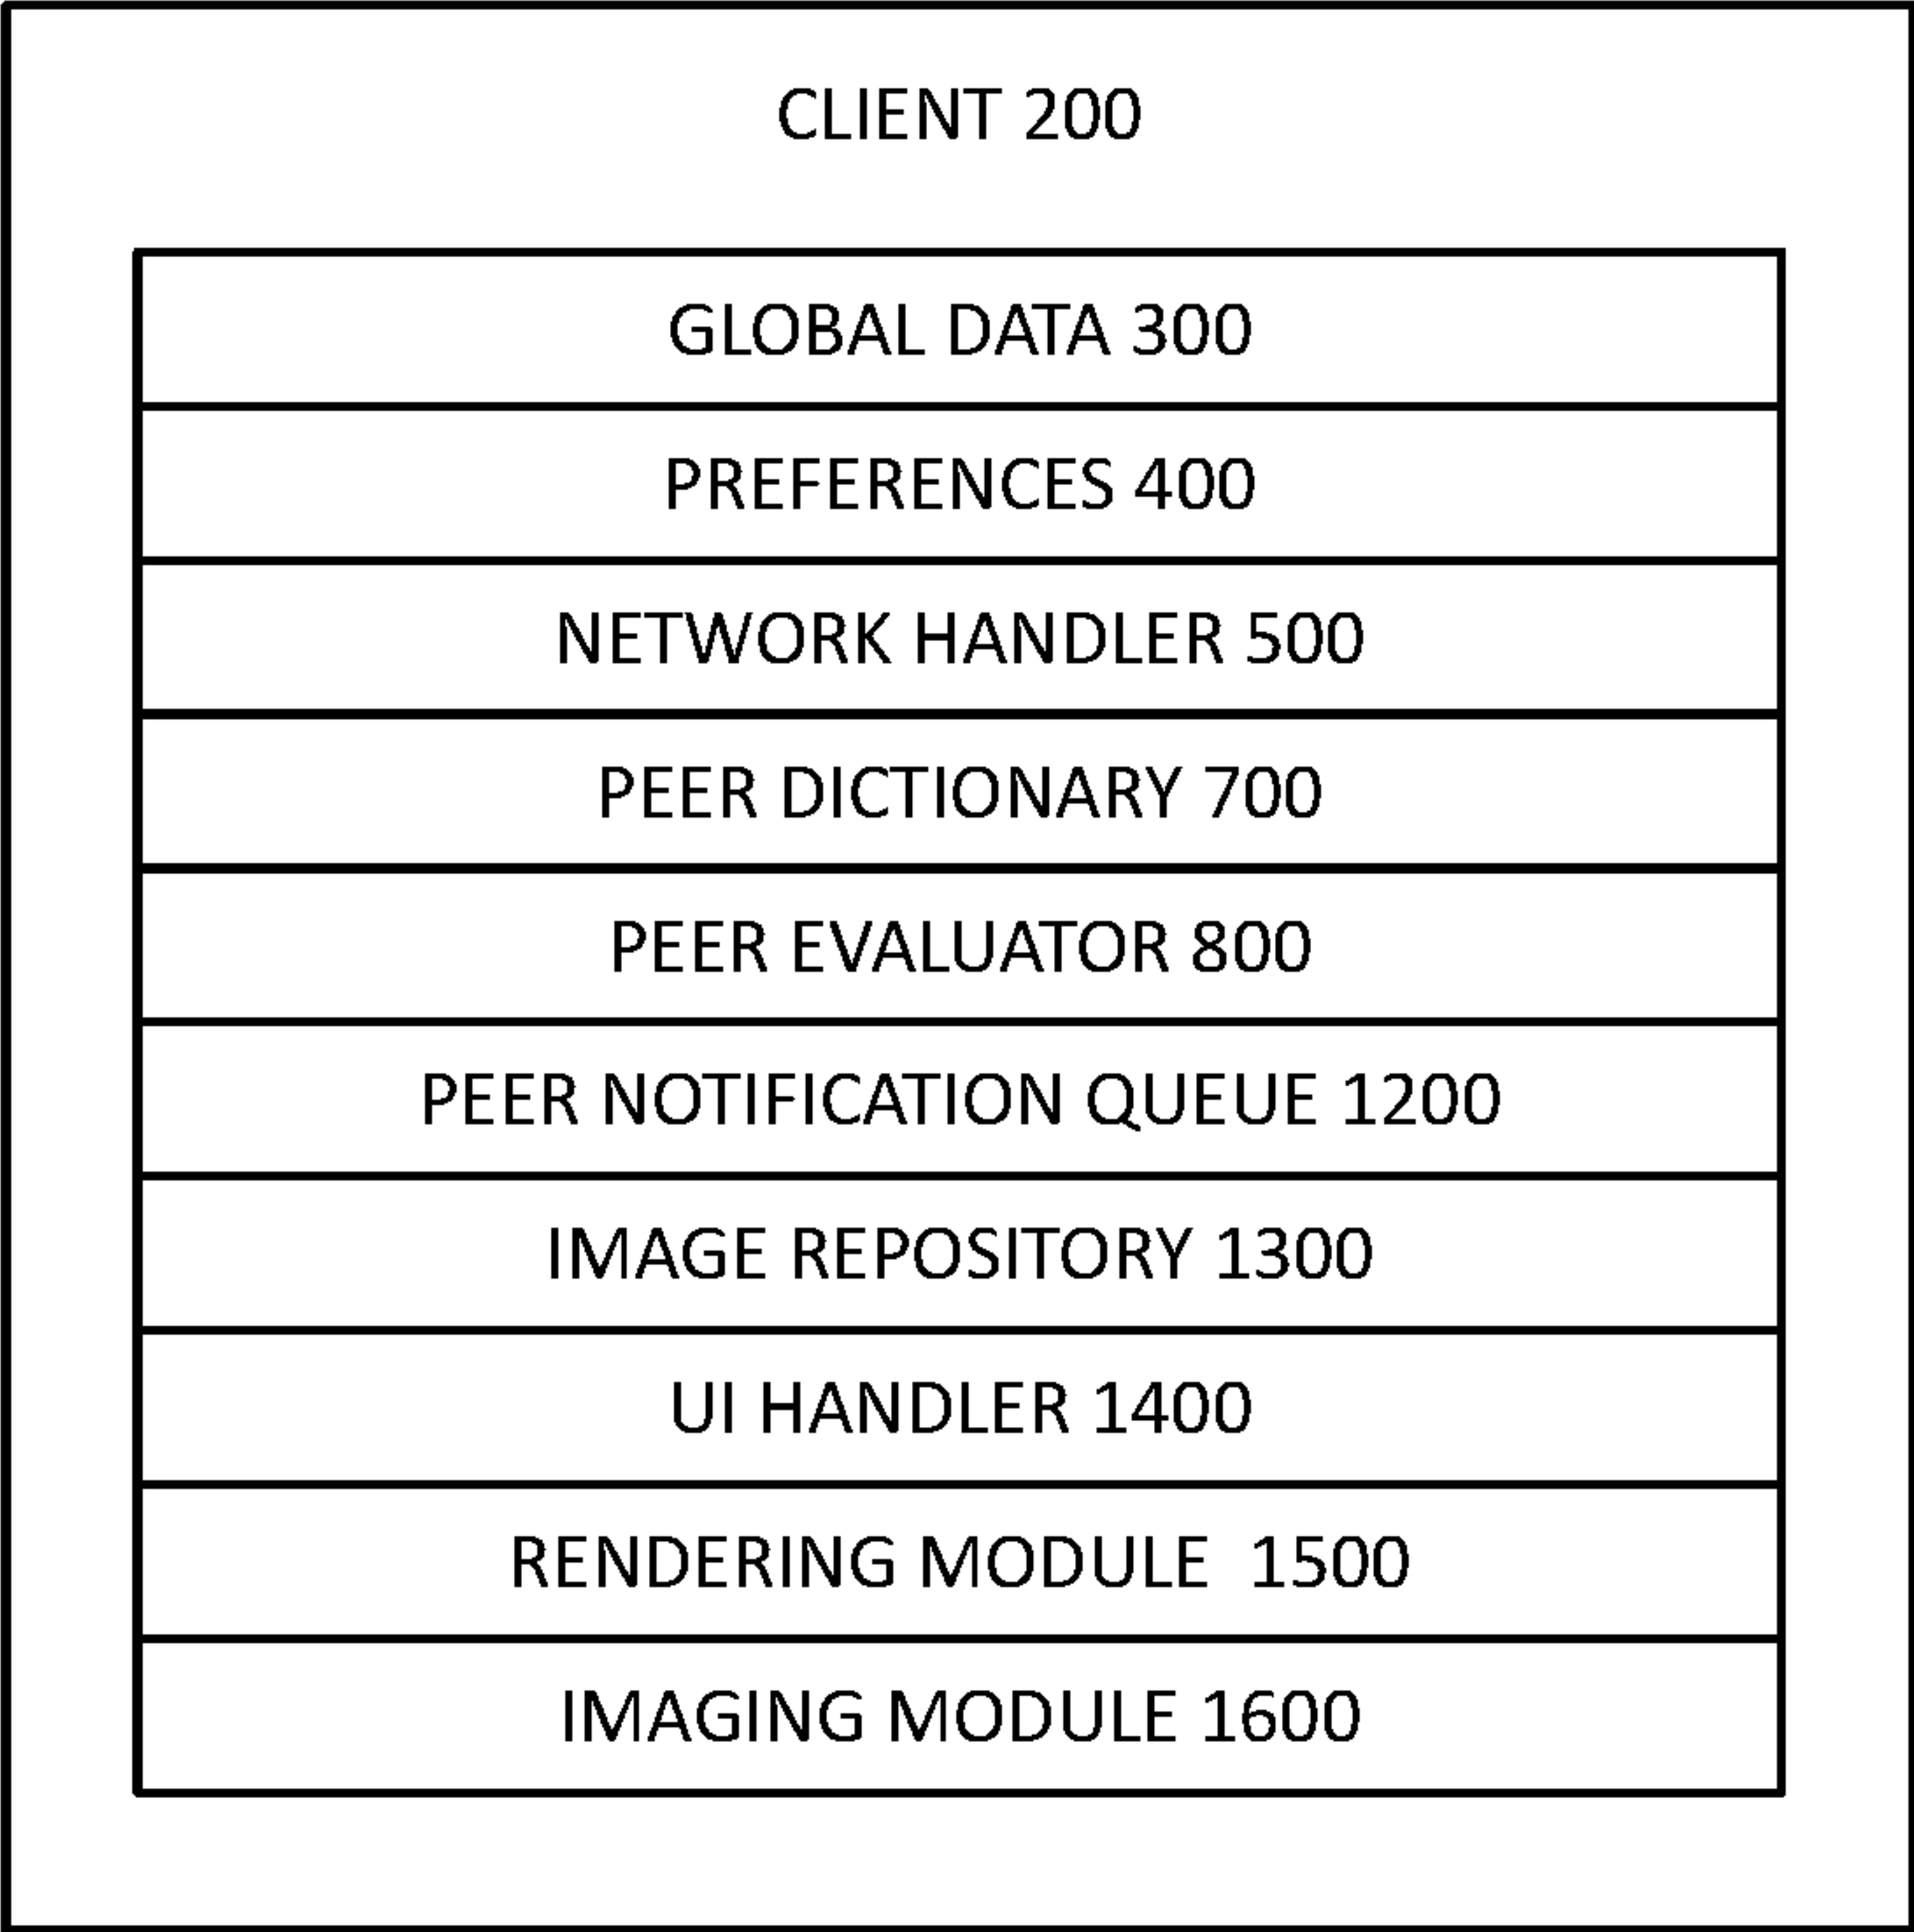 CLIENT 200
GLOBAL DATA 300
PREFERENCES 400
NETWORK HANDLER 500
PEER DICTIONARY 700
PEER EVALUATOR 800
PEER NOTIFICATION QUEUE 1200
IMAGE REPOSITORY 1300
UI HANDLER 1400
RENDERING MODULE 1500
IMAGING MODULE 1600